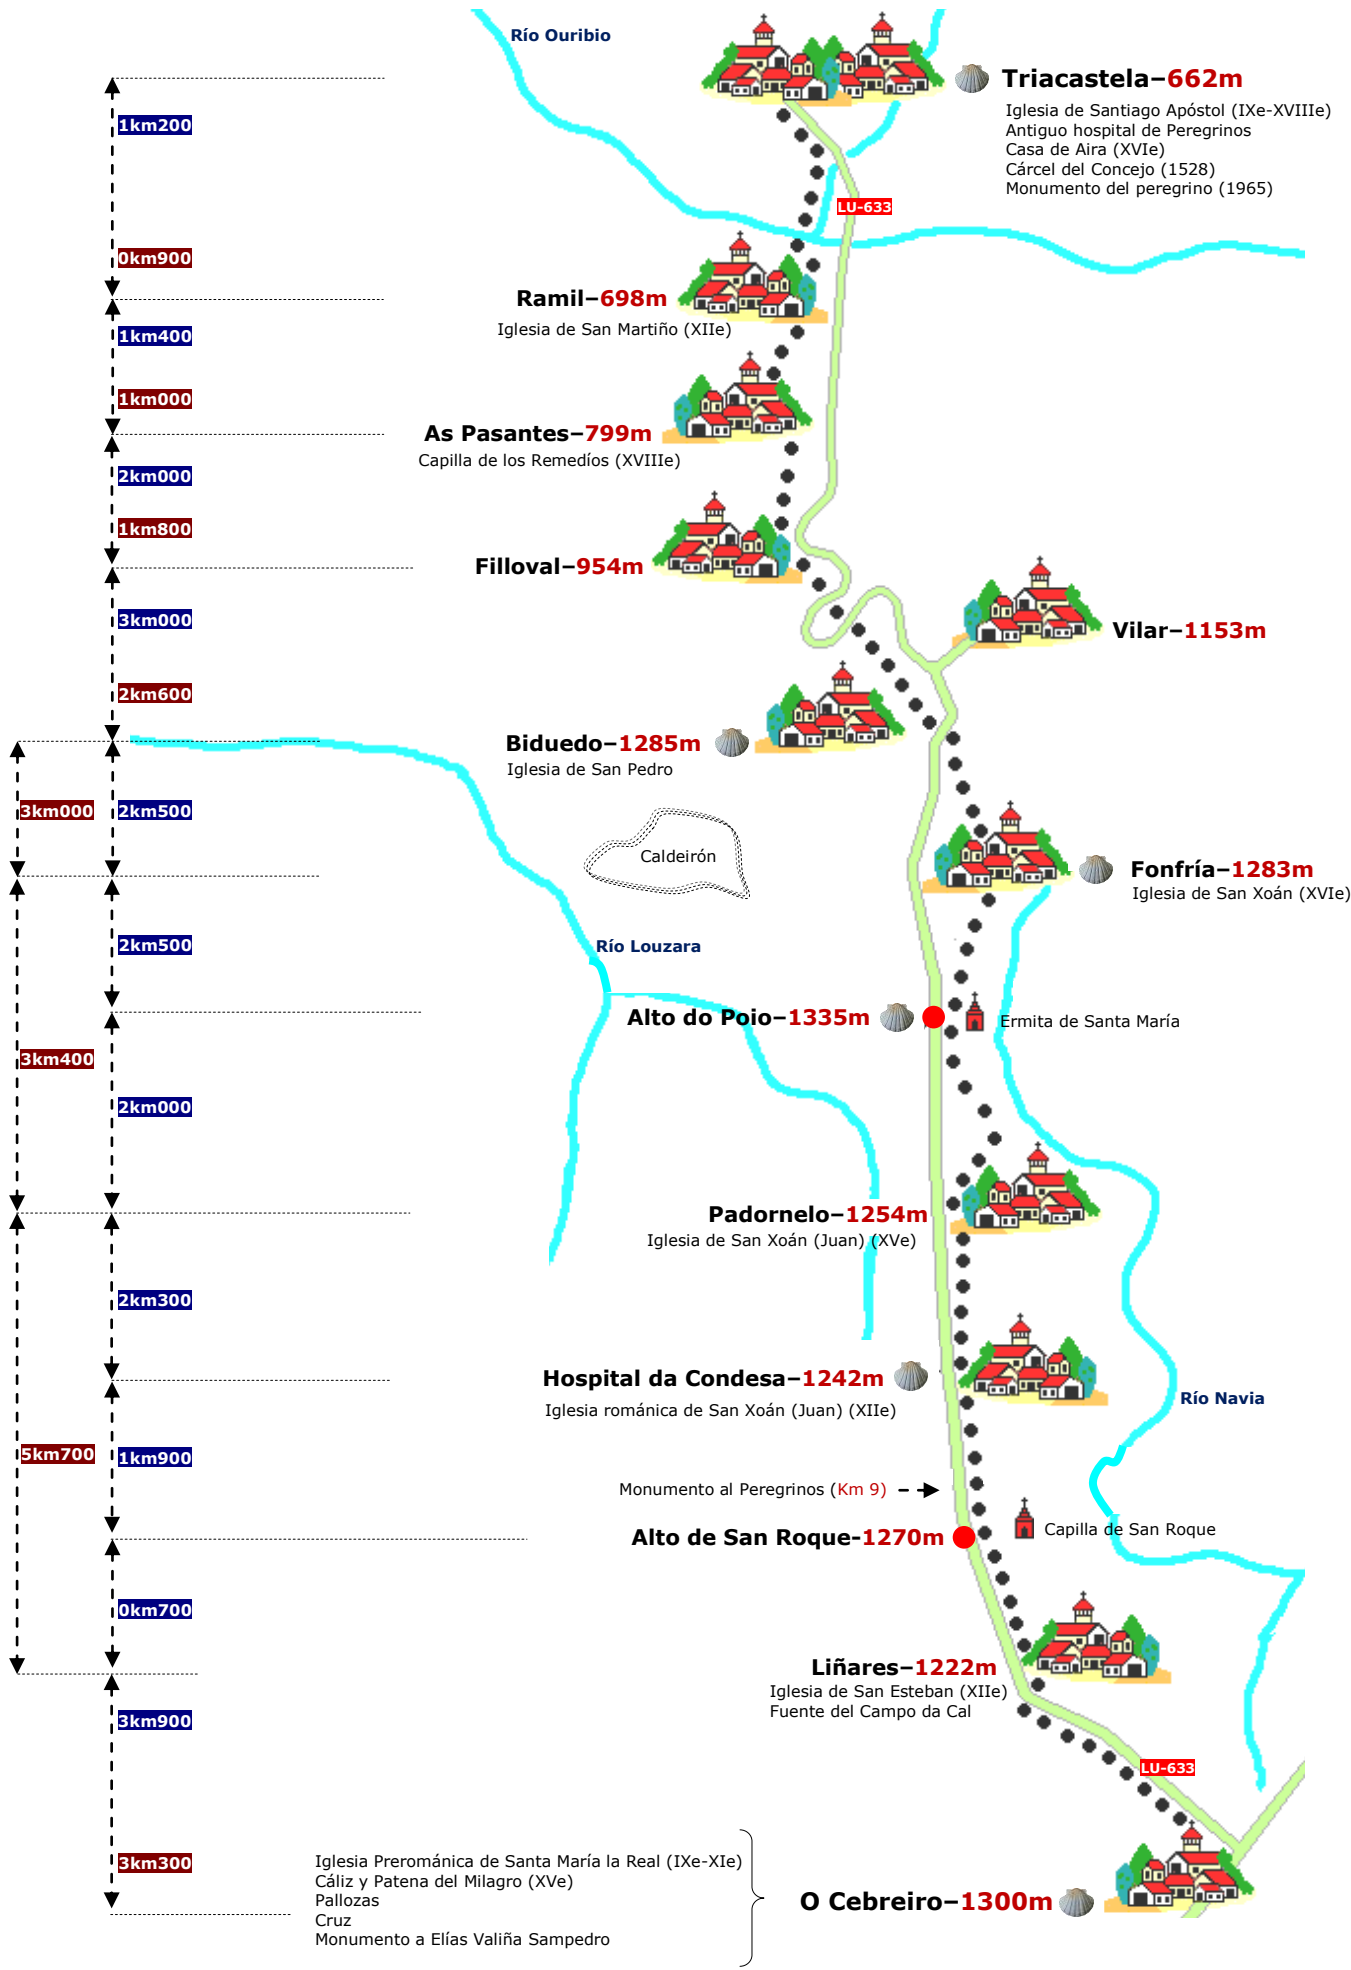 Río Ouribio
Triacastela–662m
Iglesia de Santiago Apóstol (IXe-XVIIIe)
Antiguo hospital de Peregrinos
Casa de Aira (XVIe)
Cárcel del Concejo (1528)
Monumento del peregrino (1965)
1km200
LU-633
0km900
Ramil–698m
Iglesia de San Martiño (XIIe)
1km400
1km000
As Pasantes–799m
Capilla de los Remedíos (XVIIIe)
2km000
1km800
Filloval–954m
3km000
Vilar–1153m
2km600
Biduedo–1285m
Iglesia de San Pedro
3km000
2km500
Caldeirón
Fonfría–1283m
Iglesia de San Xoán (XVIe)
2km500
Río Louzara
Alto do Poio–1335m
Ermita de Santa María
3km400
2km000
Padornelo–1254m
Iglesia de San Xoán (Juan) (XVe)
2km300
Hospital da Condesa–1242m
Iglesia románica de San Xoán (Juan) (XIIe)
Río Navia
5km700
1km900
Monumento al Peregrinos (Km 9)
Capilla de San Roque
Alto de San Roque-1270m
0km700
Liñares–1222m
Iglesia de San Esteban (XIIe)
Fuente del Campo da Cal
3km900
LU-633
3km300
Iglesia Prerománica de Santa María la Real (IXe-XIe)
Cáliz y Patena del Milagro (XVe)
Pallozas
Cruz
Monumento a Elías Valiña Sampedro
O Cebreiro–1300m